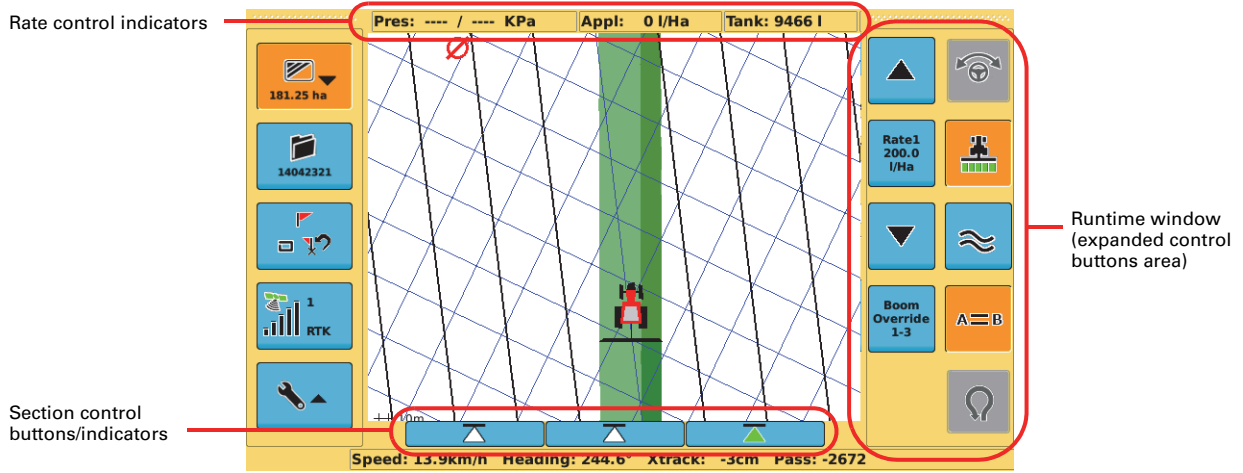 Rate control indicators
Pres: ---- / ---- KPa
Appl: 0 l/Ha
Tank: 9466 l
181.25 ha
14042321
1
RTK
Rate1
200.0
l/Ha
Boom
Override
1-3
A B
Runtime window
(expanded control
buttons area)
Section control
buttons/indicators
Speed: 13.9km/h Heading: 244.6° Xtrack: -3cm Pass: -2672